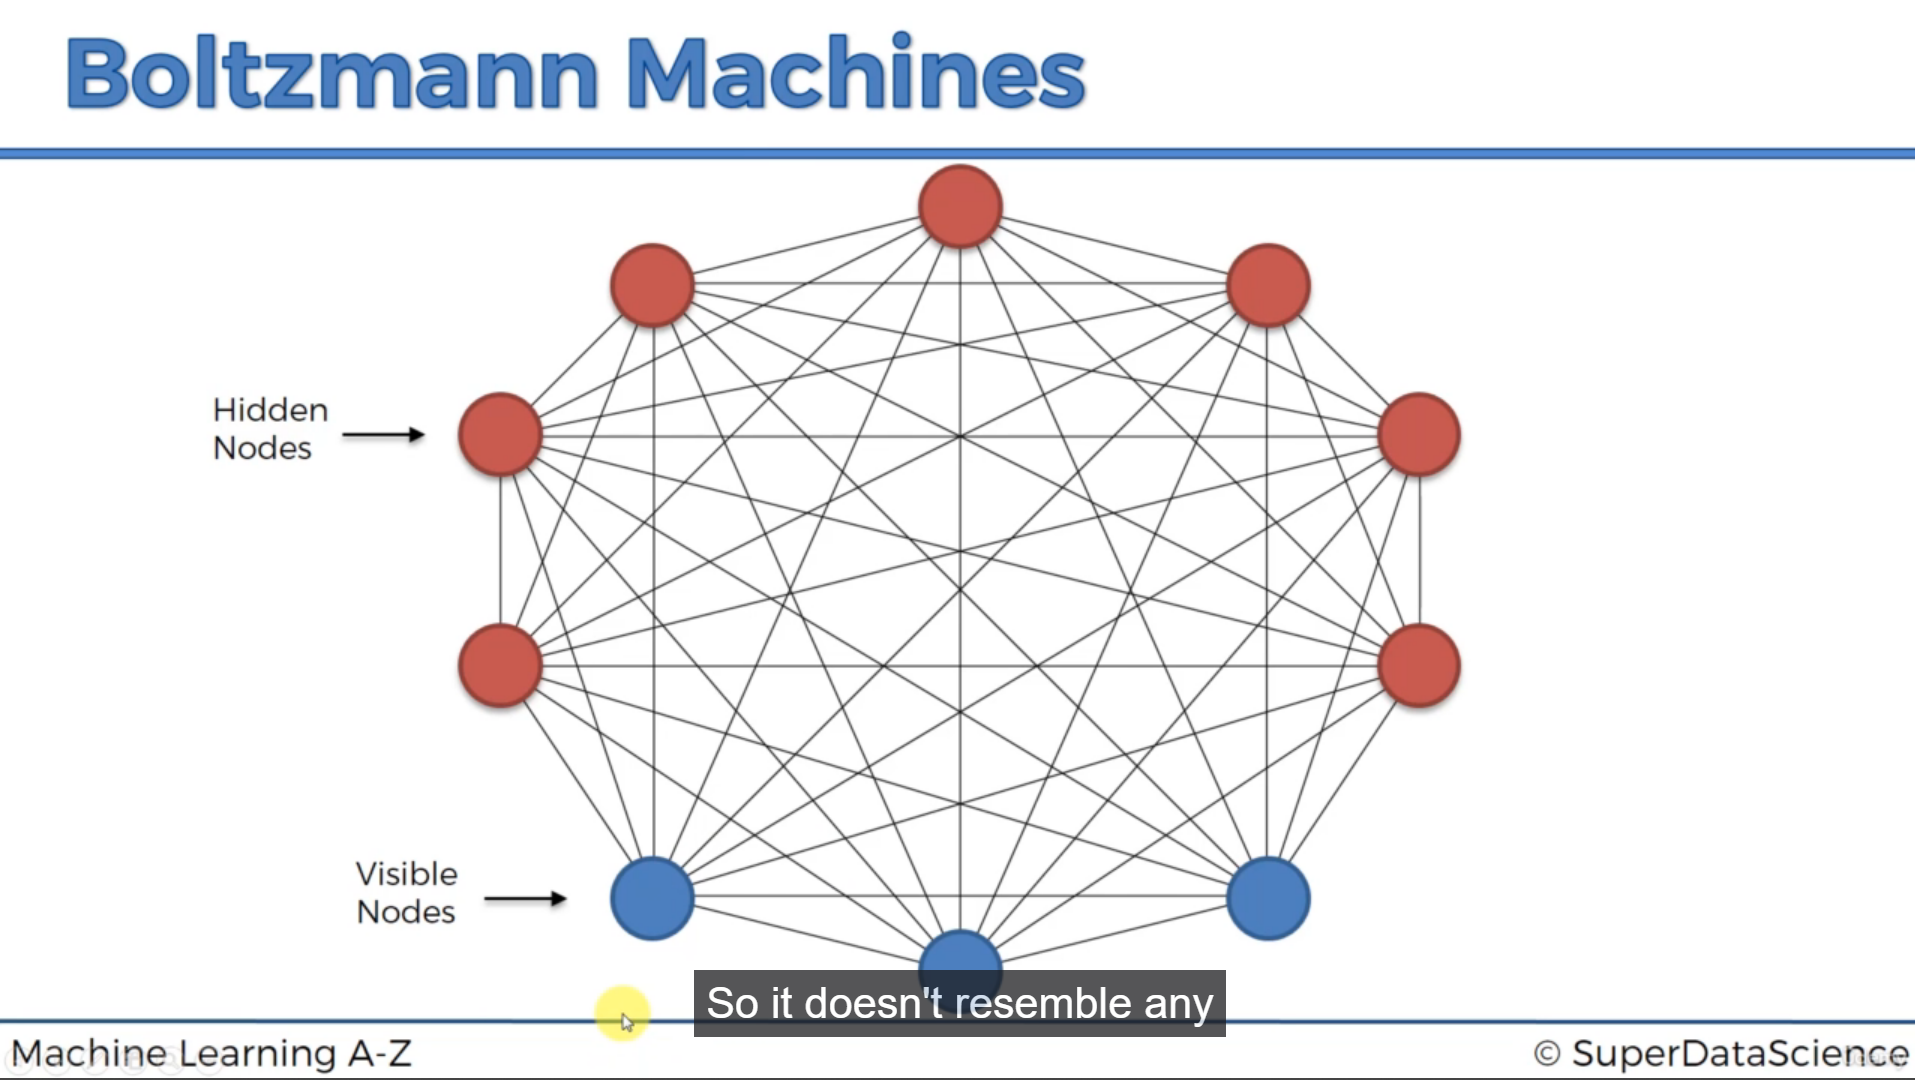 Boltzmann Machines
Hidden
Nodes
Visible
Nodes
So it doesn't resemble any
Machine Learning A-Z
© SuperDataScience